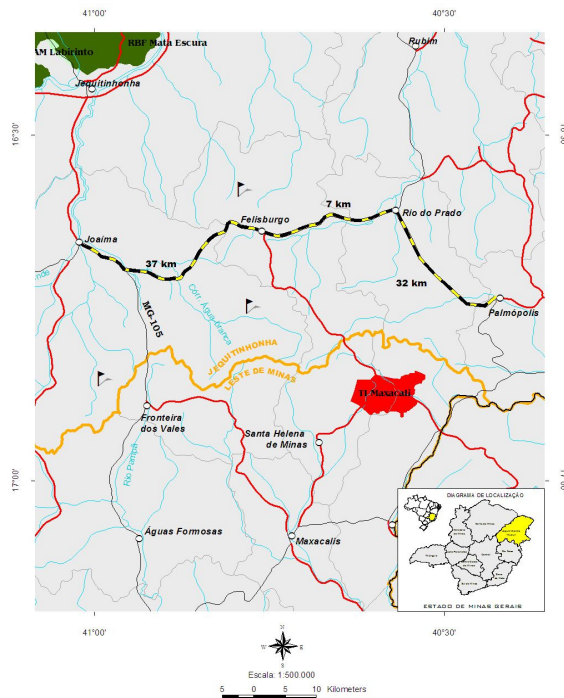 41°00'
40°30'
RBF Mata Escura
AM Labirinto
Rubim
Jequitinhonha
16°30'
7 km
Felisburgo
Rio do Prado
Joaíma
37 km
32 km
Córr. Água-branca
Palmópolis
MG-105
JEQUITINHONHA
LESTE DE MINAS
TI Maxacali
Fronteira
dos Vales
Santa Helena
de Minas
Rio Pampã
17°00'
Águas Formosas
Maxacalis
DIAGRAMA DE LOCALIZAÇÃO
ESTADO DE MINAS GERAIS
41°00'
40°30'
N
W
E
S
Escala: 1:500.000
5 0 5 10 Kilometers